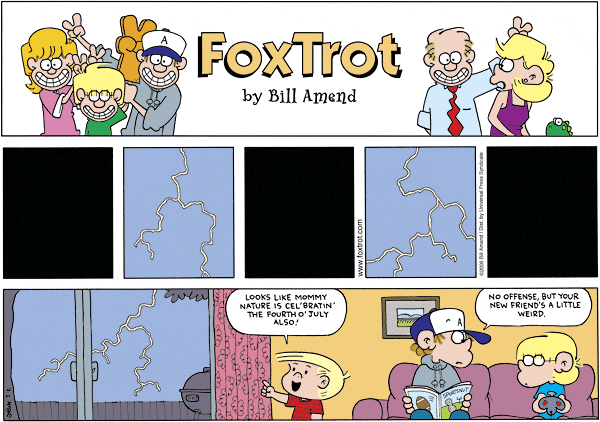 FoxTrot
by Bill Amend
A
www.foxtrot.com
©2006 Bill Amend / Dist. by Universal Press Syndicate
LOOKS LIKE MOMMY
NATURE IS CEL'BRATIN'
THE FOURTH O' JULY
ALSO!
NO OFFENSE, BUT YOUR
NEW FRIEND'S A LITTLE
WEIRD.
A